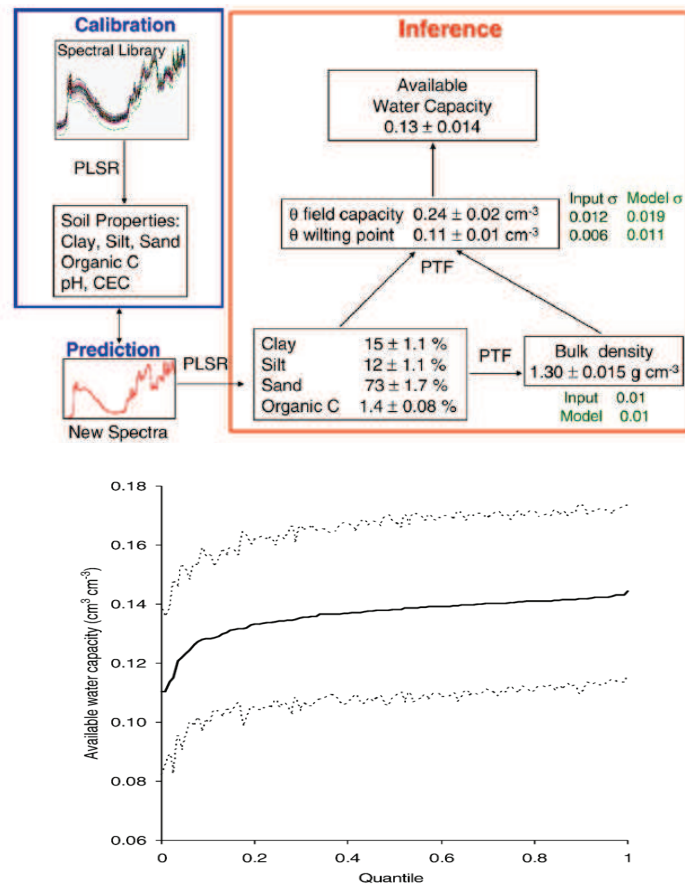 Calibration
Spectral Library
PLSR
Soil Properties:
Clay, Silt, Sand
Organic C
pH, CEC
Prediction
New Spectra
PLSR
Inference
Available
Water Capacity
0.13 ± 0.014
θ field capacity 0.24 ± 0.02 cm⁻³
θ wilting point 0.11 ± 0.01 cm⁻³
Input σ Model σ
0.012 0.019
0.006 0.011
PTF
Clay 15 ± 1.1 %
Silt 12 ± 1.1 %
Sand 73 ± 1.7 %
Organic C 1.4 ± 0.08 %
PTF
Bulk density
1.30 ± 0.015 g cm⁻³
Input 0.01
Model 0.01
Available water capacity (cm³ cm⁻³)
0.18
0.16
0.14
0.12
0.10
0.08
0.06
0 0.2 0.4 0.6 0.8 1
Quantile